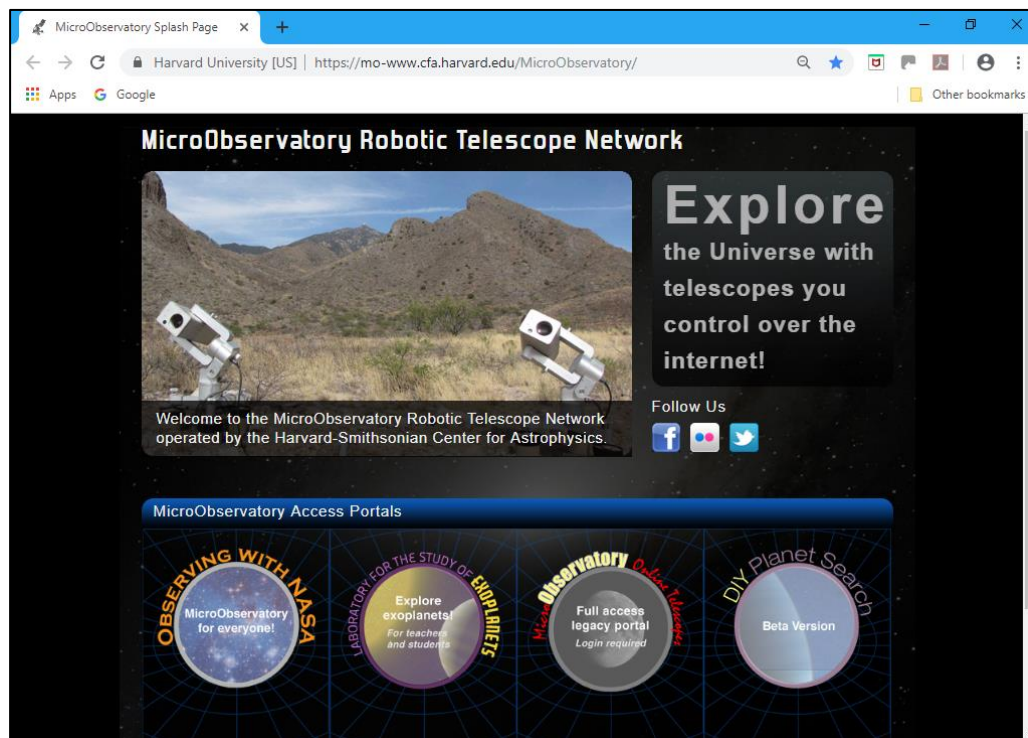 MicroObservatory Splash Page
Harvard University [US] | https://mo-www.cfa.harvard.edu/MicroObservatory/
Apps
Google
Other bookmarks
MicroObservatory Robotic Telescope Network
Explore
the Universe with
telescopes you
control over the
internet!
Welcome to the MicroObservatory Robotic Telescope Network
operated by the Harvard-Smithsonian Center for Astrophysics.
Follow Us
MicroObservatory Access Portals
OBSERVING WITH NASA
MicroObservatory
for everyone!
LABORATORY FOR THE STUDY OF EXOPLANETS
Explore
exoplanets!
For teachers
and students
MicroObservatory Online Telescopes
Full access
legacy portal
Login required
DIY Planet Search
Beta Version